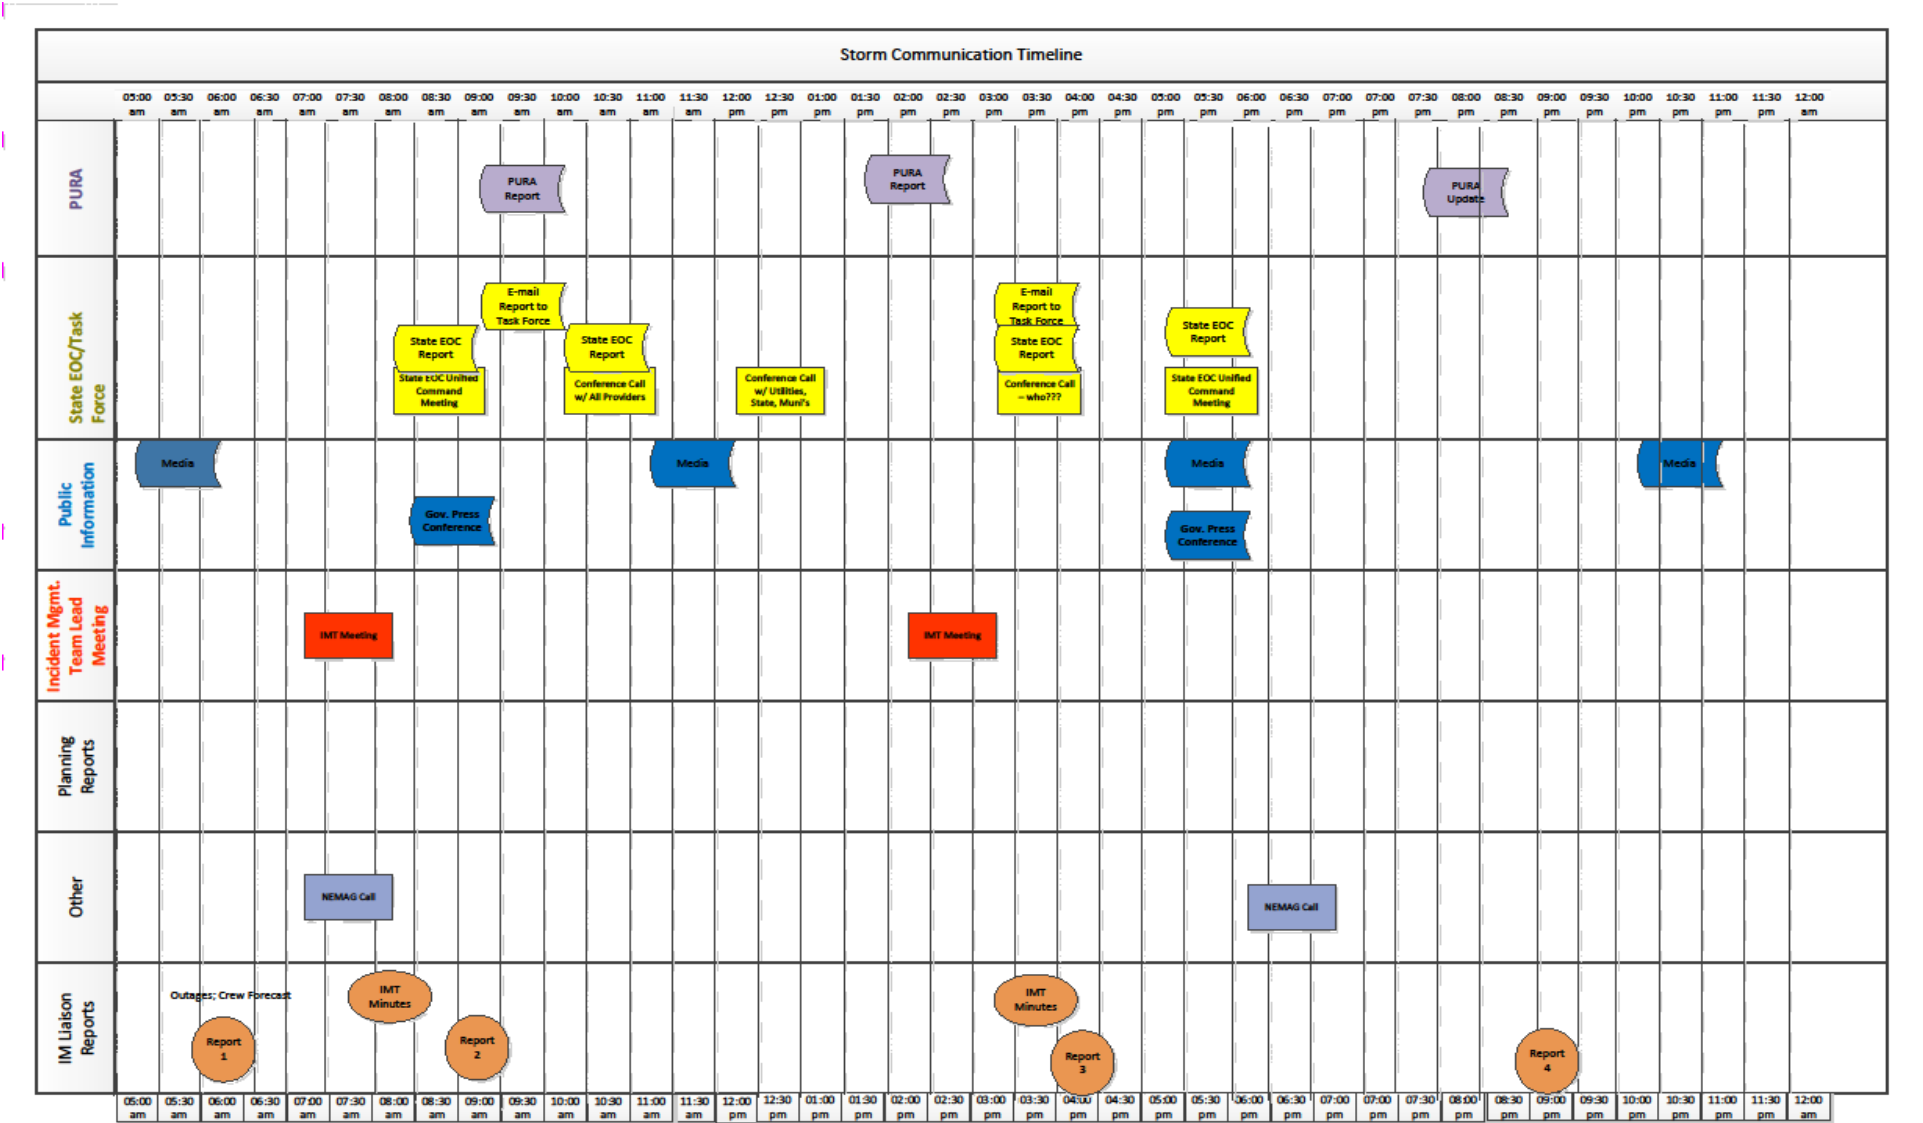 Storm Communication Timeline
05:00 05:30 06:00 06:30 07:00 07:30 08:00 08:30 09:00 09:30 10:00 10:30 11:00 11:30 12:00 12:30 01:00 01:30 02:00 02:30 03:00 03:30 04:00 04:30 05:00 05:30 06:00 06:30 07:00 07:00 07:30 08:00 08:30 09:00 09:30 10:00 10:30 11:00 11:30 12:00
am am am am am am am am am am am am am am pm pm pm pm pm pm pm pm pm pm pm pm pm pm pm pm pm pm pm pm pm pm pm pm pm am
PURA
PURA
Report
PURA
Report
PURA
Update
State EOC/Task
Force
E-mail
Report to
Task Force
State EOC
Report
State EOC Unified
Command
Meeting
State EOC
Report
Conference Call
w/ All Providers
Conference Call
w/ Utilities,
State, Muni's
E-mail
Report to
Task Force
State EOC
Report
Conference Call
– who???
State EOC
Report
State EOC Unified
Command
Meeting
Public
Information
Media
Media
Media
Media
Gov. Press
Conference
Gov. Press
Conference
Incident Mgmt.
Team Lead
Meeting
IMT Meeting
IMT Meeting
Planning
Reports
Other
NEMAG Call
NEMAG Call
IM Liaison
Reports
Outages; Crew Forecast
Report
1
IMT
Minutes
Report
2
IMT
Minutes
Report
3
Report
4
05:00 05:30 06:00 06:30 07:00 07:30 08:00 08:30 09:00 09:30 10:00 10:30 11:00 11:30 12:00 12:30 01:00 01:30 02:00 02:30 03:00 03:30 04:00 04:30 05:00 05:30 06:00 06:30 07:00 07:00 07:30 08:00 08:30 09:00 09:30 10:00 10:30 11:00 11:30 12:00
am am am am am am am am am am am am am am pm pm pm pm pm pm pm pm pm pm pm pm pm pm pm pm pm pm pm pm pm pm pm pm pm am